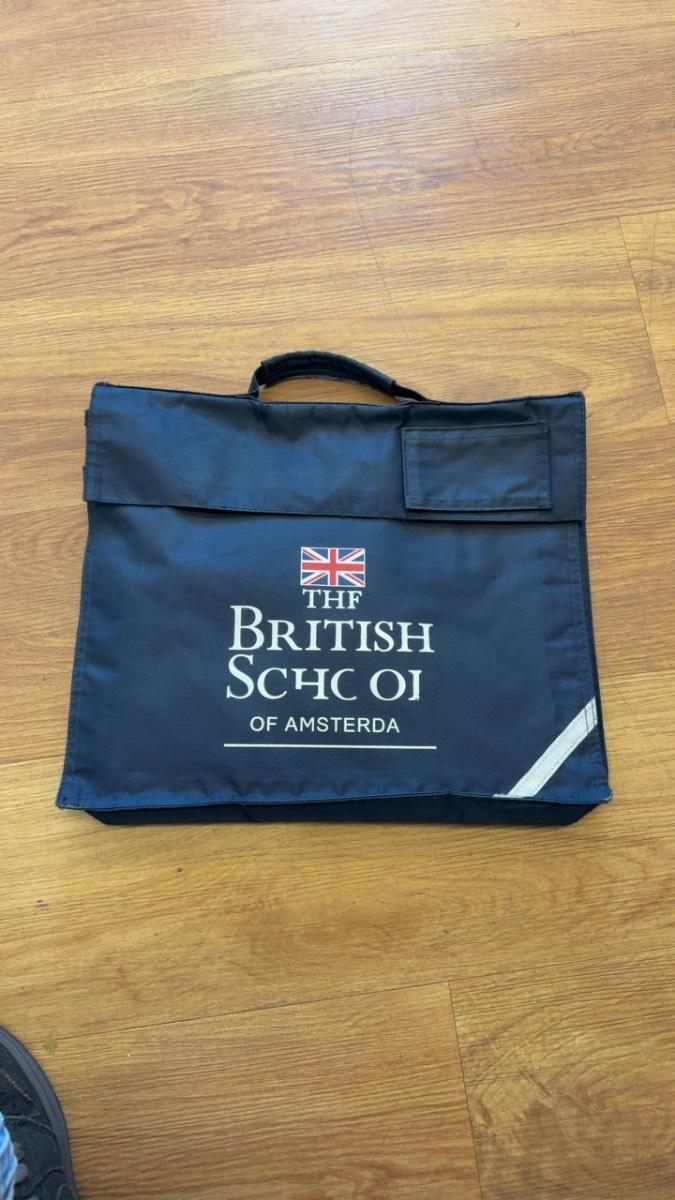 THF
BRITISH
SCHC OI
OF AMSTERDA